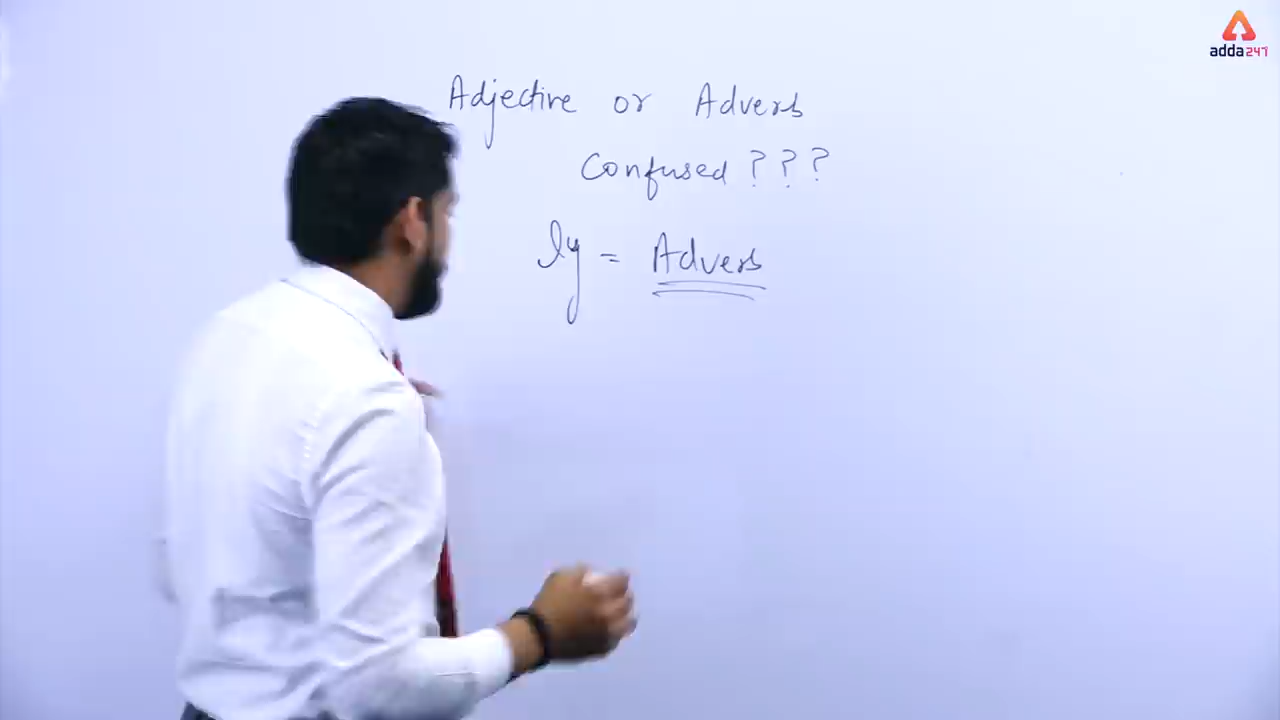 adda247
Adjective or Adverb
Confused ???
ly = Adverb